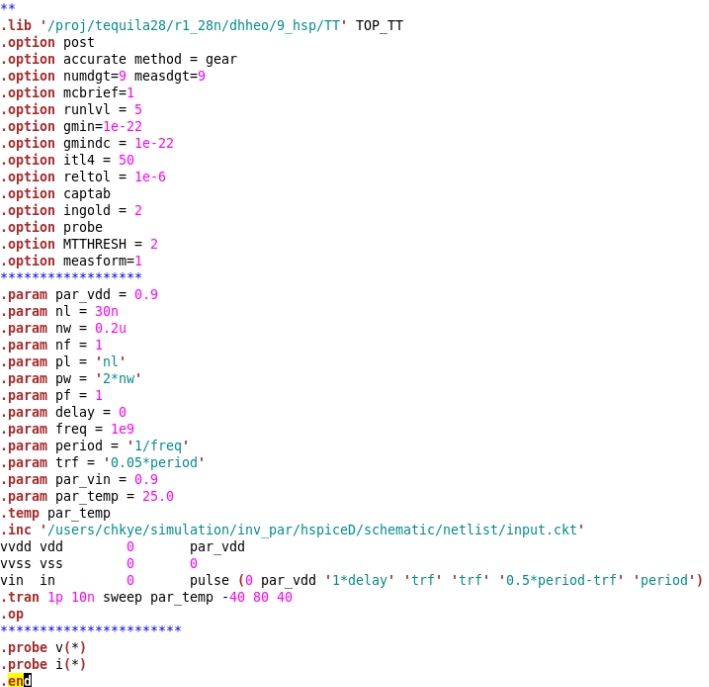 **
.lib '/proj/tequila28/r1_28n/dhheo/9_hsp/TT' TOP_TT
.option post
.option accurate method = gear
.option numdgt=9 measdgt=9
.option mcbrief=1
.option runlvl = 5
.option gmin=1e-22
.option gmindc = 1e-22
.option itl4 = 50
.option reltol = 1e-6
.option captab
.option ingold = 2
.option probe
.option MTTHRESH = 2
.option measform=1
******************
.param par_vdd = 0.9
.param nl = 30n
.param nw = 0.2u
.param nf = 1
.param pl = 'nl'
.param pw = '2*nw'
.param pf = 1
.param delay = 0
.param freq = 1e9
.param period = '1/freq'
.param trf = '0.05*period'
.param par_vin = 0.9
.param par_temp = 25.0
.temp par_temp
.inc '/users/chkye/simulation/inv_par/hspiceD/schematic/netlist/input.ckt'
vvdd vdd 0 par_vdd
vvss vss 0 0
vin in 0 pulse (0 par_vdd '1*delay' 'trf' 'trf' '0.5*period-trf' 'period')
.tran 1p 10n sweep par_temp -40 80 40
.op
***********************
.probe v(*)
.probe i(*)
.end